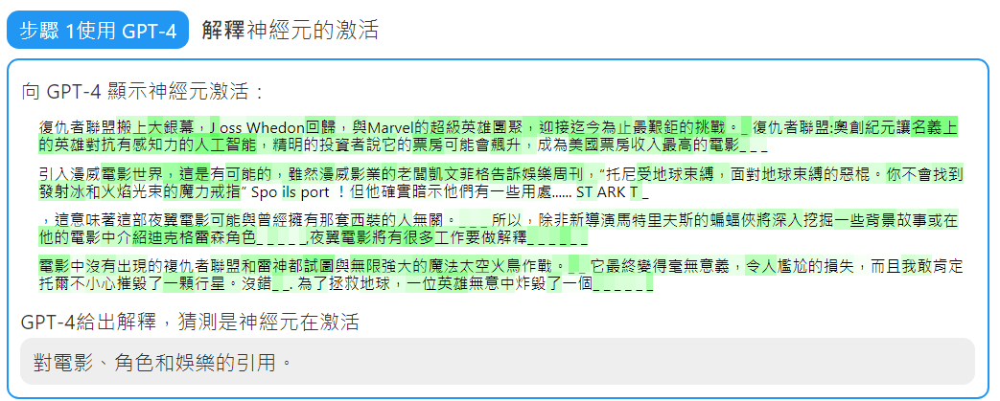 步驟 1使用 GPT-4 解釋神經元的激活
向 GPT-4 顯示神經元激活：
復仇者聯盟搬上大銀幕，J oss Whedon回歸，與Marvel的超級英雄團聚，迎接迄今為止最艱鉅的挑戰。_ 復仇者聯盟:奧創紀元讓名義上
的英雄對抗有感知力的人工智能，精明的投資者說它的票房可能會飆升，成為美國票房收入最高的電影_ _ _
引入漫威電影世界，這是有可能的，雖然漫威影業的老闆凱文菲格告訴娛樂周刊，“托尼受地球束縛，面對地球束縛的惡棍。你不會找到
發射冰和火焰光束的魔力戒指” Spo ils port ！但他確實暗示他們有一些用處...... ST ARK T _
，這意味著這部夜翼電影可能與曾經擁有那套西裝的人無關。_ _ _ 所以，除非新導演馬特里夫斯的蝙蝠俠將深入挖掘一些背景故事或在
他的電影中介紹迪克格雷森角色_ _ _ _ _,夜翼電影將有很多工作要做解釋_ _ _ _ _ _
電影中沒有出現的複仇者聯盟和雷神都試圖與無限強大的魔法太空火鳥作戰。_ _ 它最終變得毫無意義，令人尷尬的損失，而且我敢肯定
托爾不小心摧毀了一顆行星。沒錯_ _. 為了拯救地球，一位英雄無意中炸毀了一個_ _ _ _ _ _
GPT-4給出解釋，猜測是神經元在激活
對電影、角色和娛樂的引用。